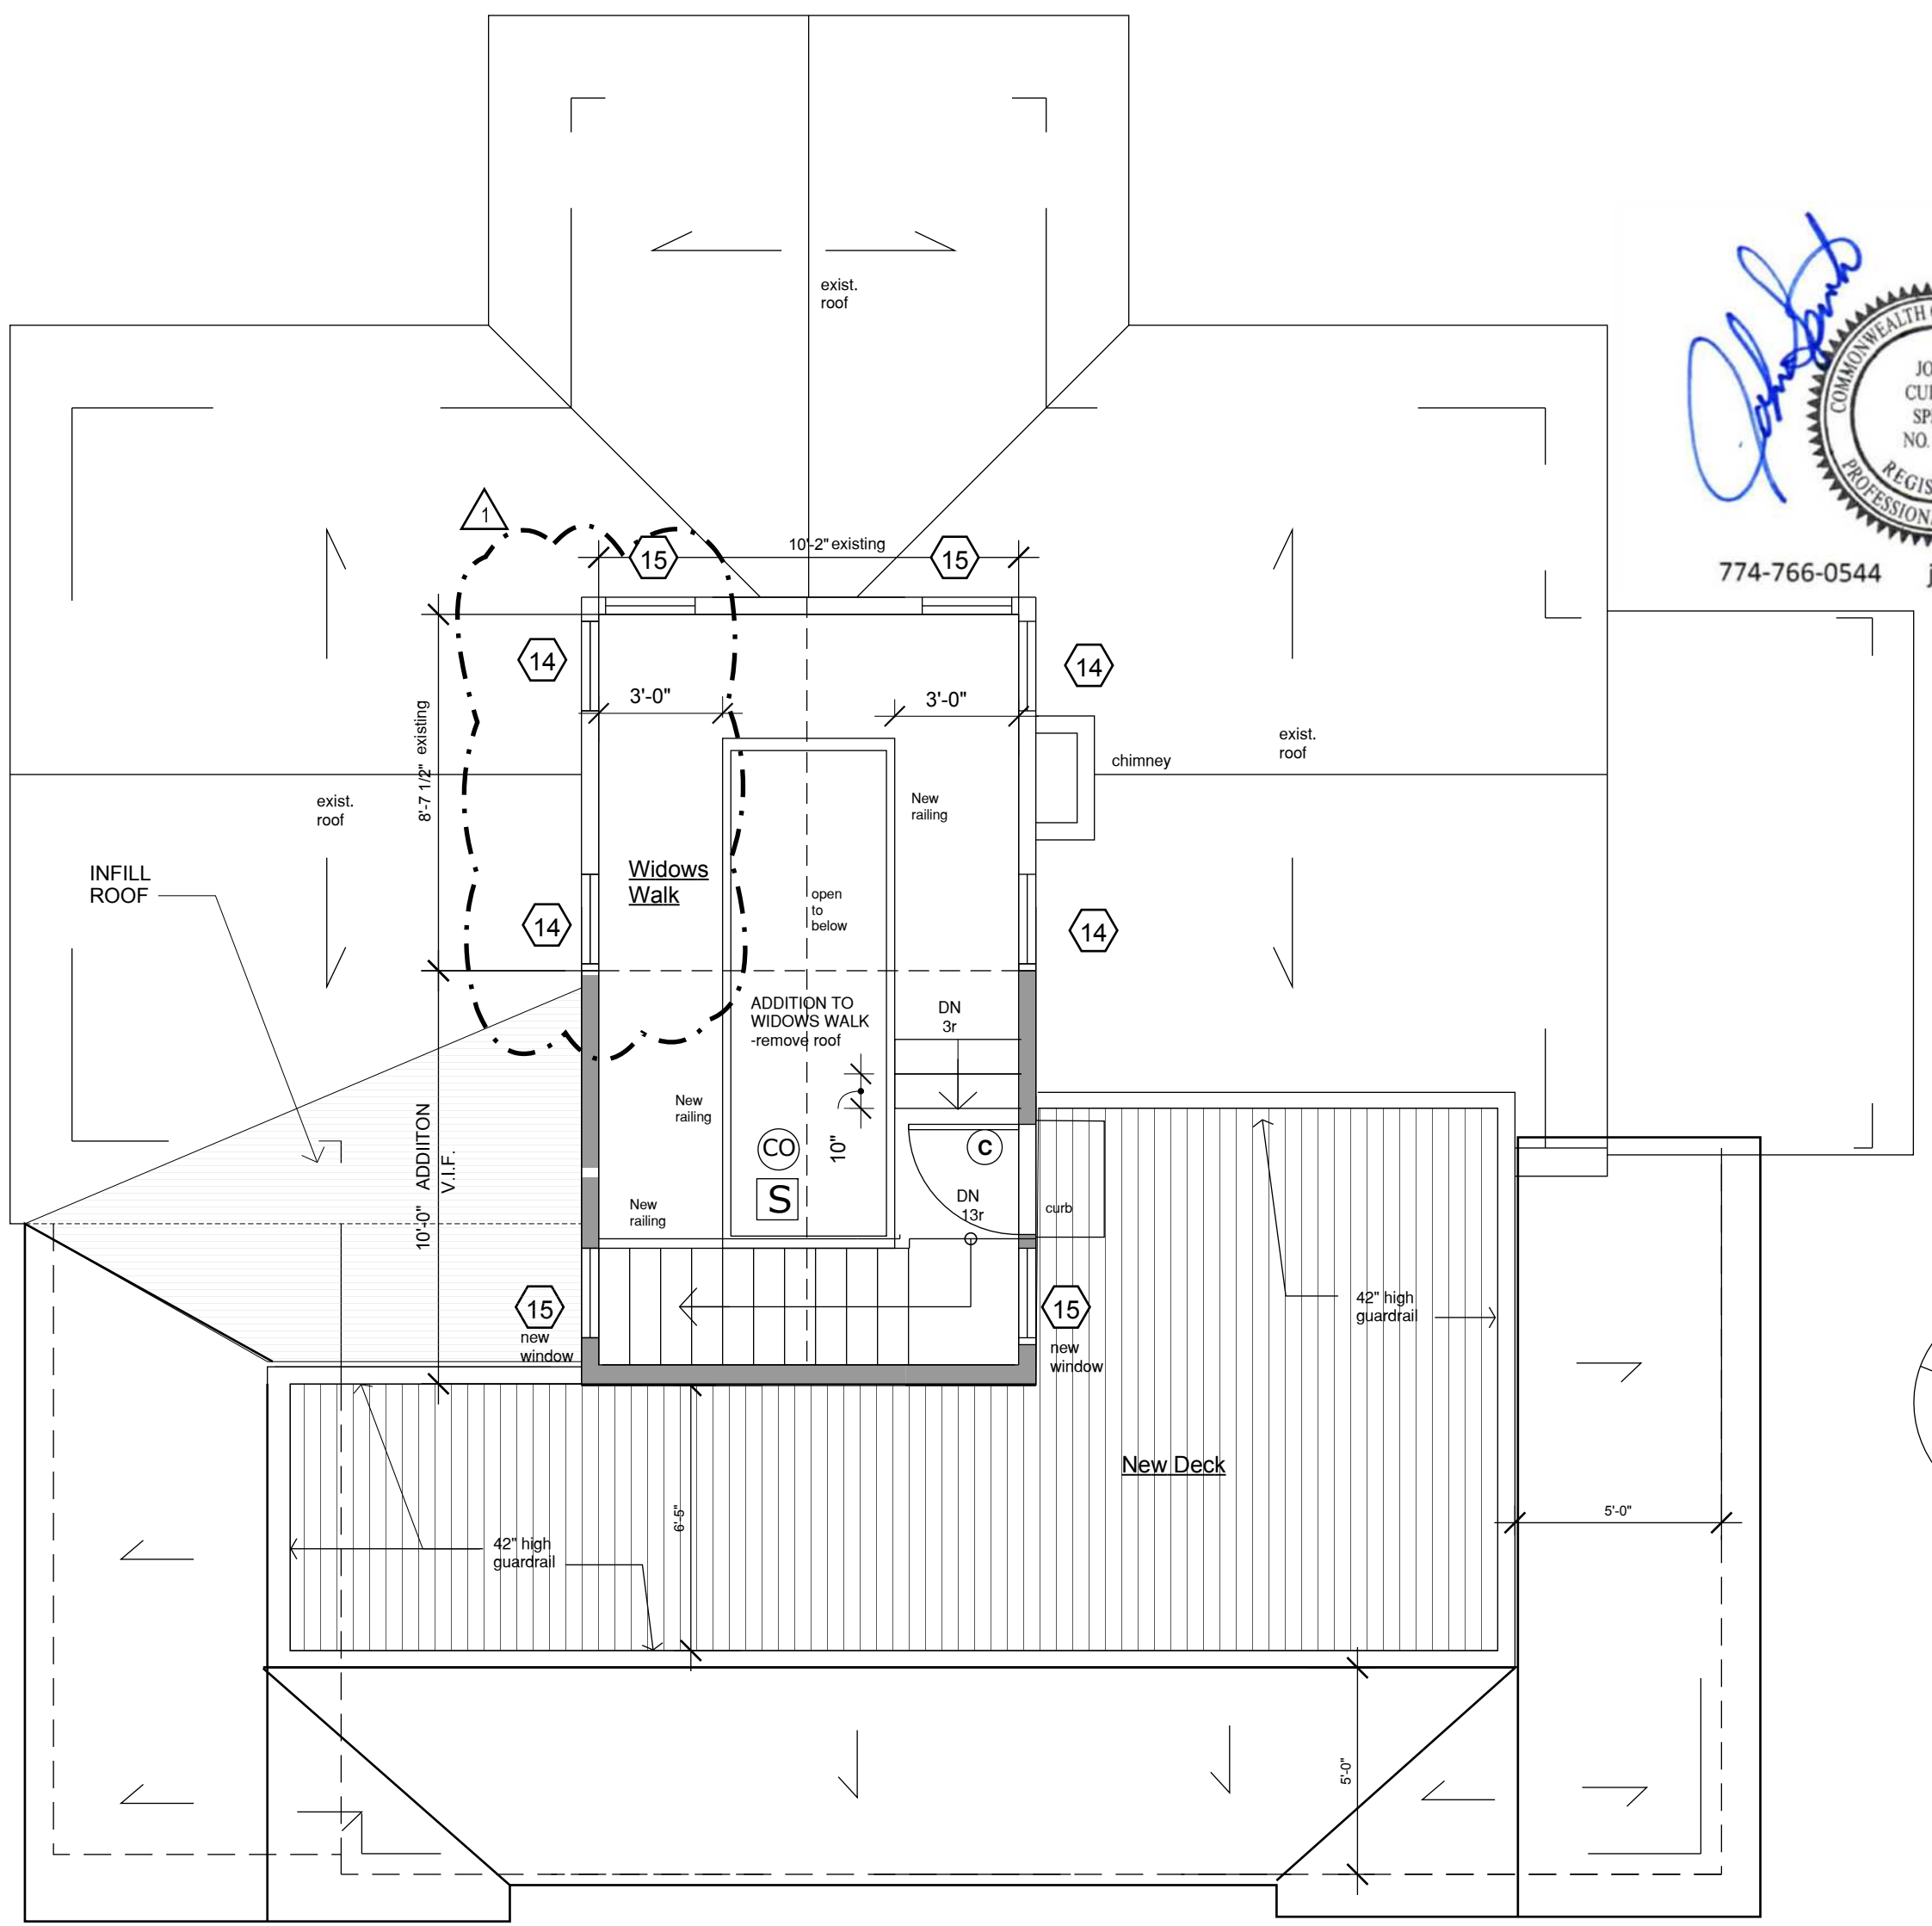 exist.
roof
COMMONWEALTH
NO.
PROFESSION
774-766-0544
1
15
10'-2" existing
15
14
14
3'-0"
3'-0"
8'-7 1/2" existing
exist.
roof
chimney
exist.
roof
New
railing
INFILL
ROOF
Widows
Walk
open
to
below
14
14
ADDITION TO
WIDOWS WALK
-remove roof
DN
3r
New
railing
10'-0" ADDIITON
V.I.F.
CO
10"
C
S
DN
13r
New
railing
curb
15
new
window
15
new
window
42" high
guardrail
New Deck
6'-5"
5'-0"
42" high
guardrail
5'-0"